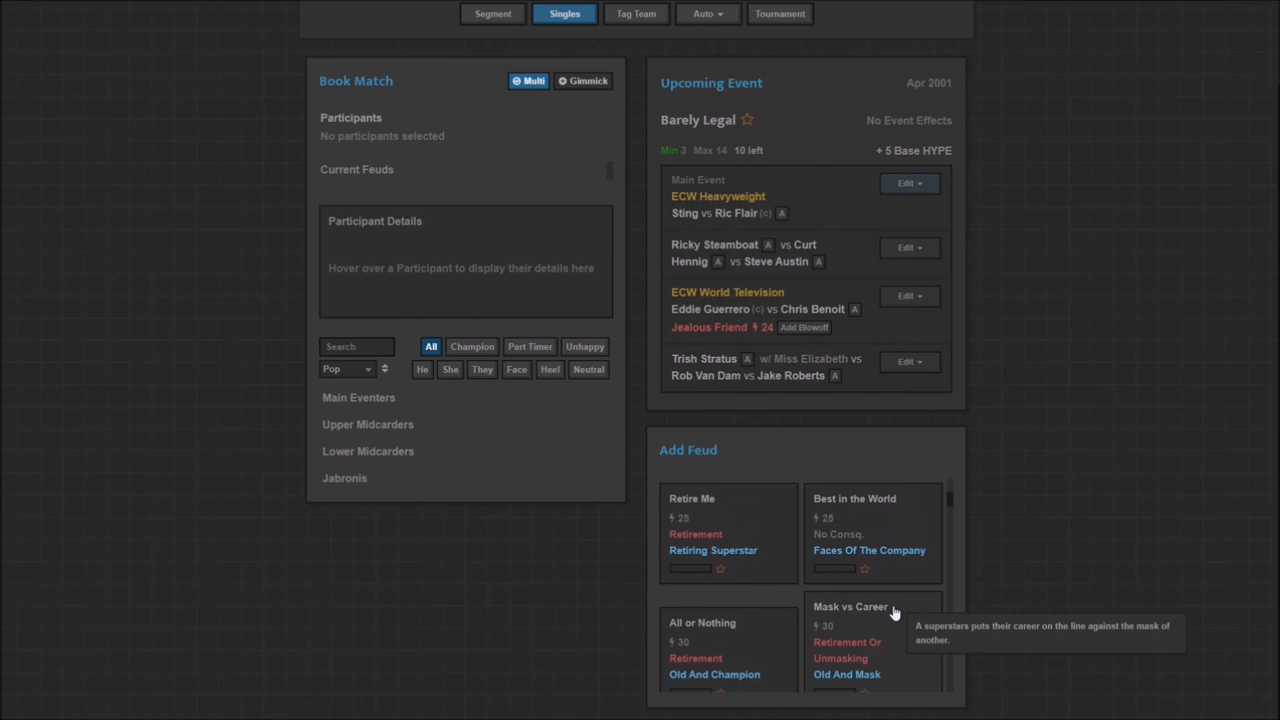 Segment
Singles
Tag Team
Auto
Tournament
Book Match
Multi
Gimmick
Participants
No participants selected
Current Feuds
Participant Details
Hover over a Participant to display their details here
Search
All
Champion
Part Timer
Unhappy
Pop
He
She
They
Face
Heel
Neutral
Main Eventers
Upper Midcarders
Lower Midcarders
Jabronis
Upcoming Event
Apr 2001
Barely Legal
No Event Effects
Min 3 Max 14 10 left
+ 5 Base HYPE
Main Event
Edit
ECW Heavyweight
Sting vs Ric Flair (c) A
Ricky Steamboat A vs Curt
Hennig A vs Steve Austin A
Edit
ECW World Television
Eddie Guerrero (c) vs Chris Benoit A
Jealous Friend 24 Add Blowoff
Edit
Trish Stratus A w/ Miss Elizabeth vs
Rob Van Dam vs Jake Roberts A
Edit
Add Feud
Retire Me
25
Retirement
Retiring Superstar
Best in the World
25
No Consq.
Faces Of The Company
All or Nothing
30
Retirement
Old And Champion
Mask vs Career
30
Retirement Or
Unmasking
Old And Mask
A superstars puts their career on the line against the mask of
another.